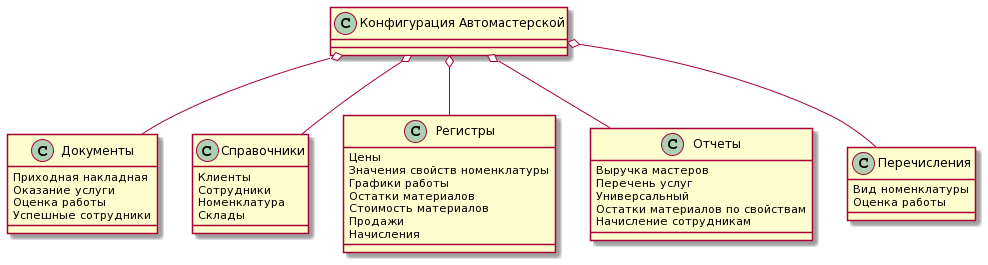 C Конфигурация Автомастерской
C Документы
Приходная накладная
Оказание услуги
Оценка работы
Успешные сотрудники
C Справочники
Клиенты
Сотрудники
Номенклатура
Склады
C Регистры
Цены
Значения свойств номенклатуры
Графики работы
Остатки материалов
Стоимость материалов
Продажи
Начисления
C Отчеты
Выручка мастеров
Перечень услуг
Универсальный
Остатки материалов по свойствам
Начисление сотрудникам
C Перечисления
Вид номенклатуры
Оценка работы